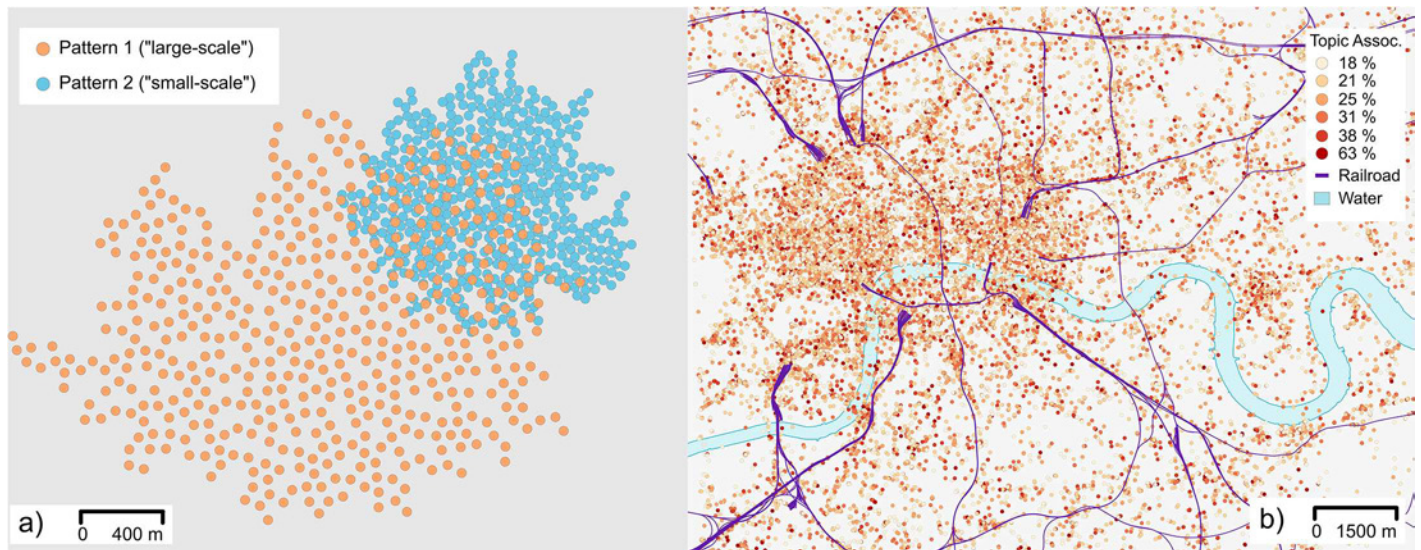 Pattern 1 ("large-scale")
Pattern 2 ("small-scale")
a)
0 400 m
Topic Assoc.
18 %
21 %
25 %
31 %
38 %
63 %
Railroad
Water
b)
0 1500 m